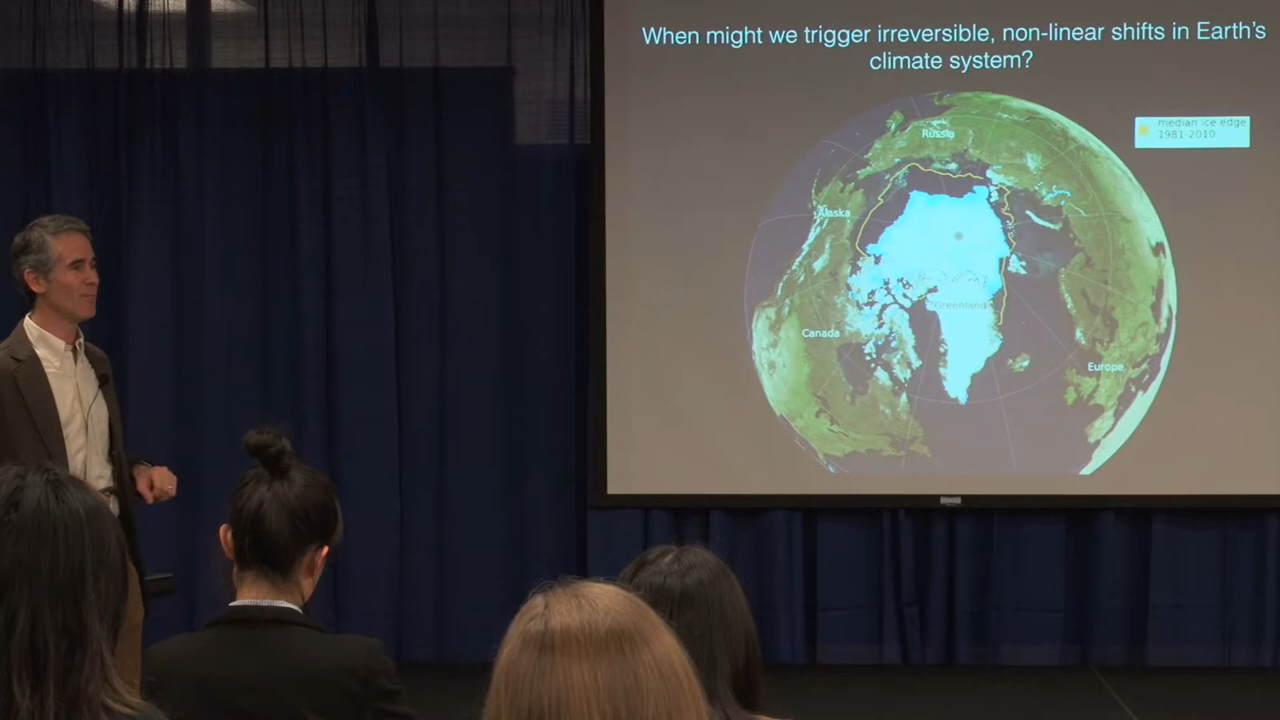 When might we trigger irreversible, non-linear shifts in Earth's
climate system?
median ice edge
1981-2010
Russia
Alaska
Greenland
Canada
Europe